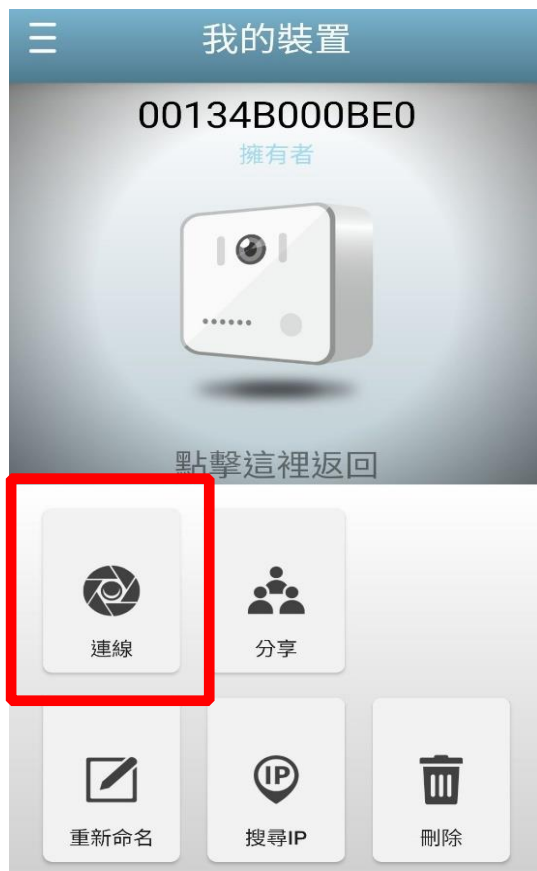 我的裝置
00134B000BE0
擁有者
點擊這裡返回
連線
分享
IP
重新命名
搜尋IP
刪除